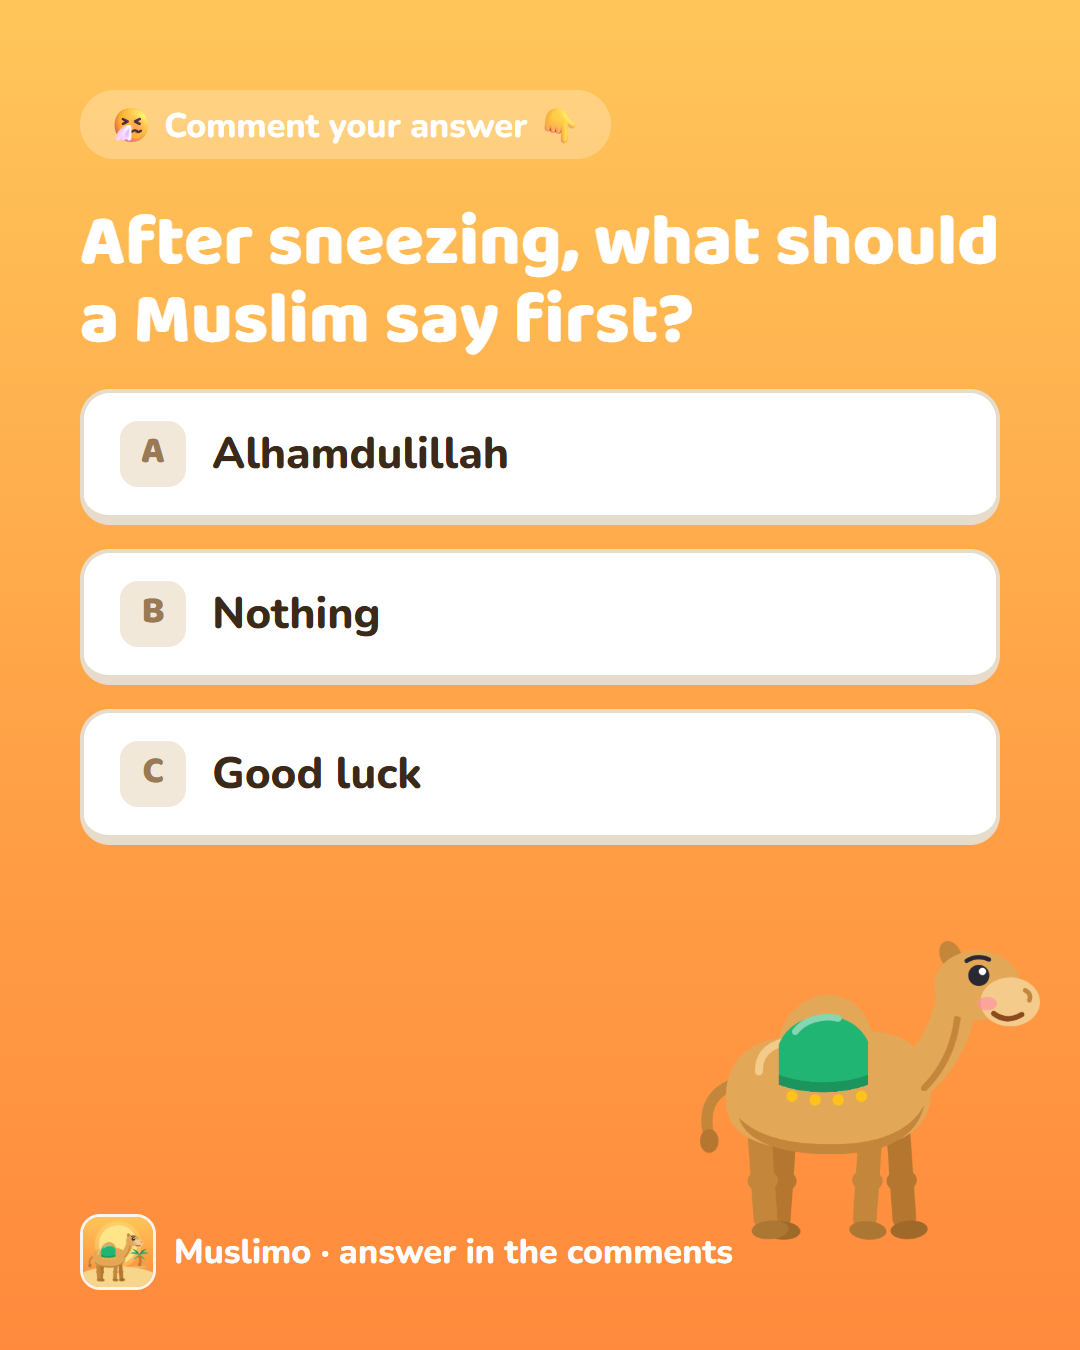 🤧 Comment your answer 👇
After sneezing, what should
a Muslim say first?
A Alhamdulillah
B Nothing
C Good luck
Muslimo · answer in the comments